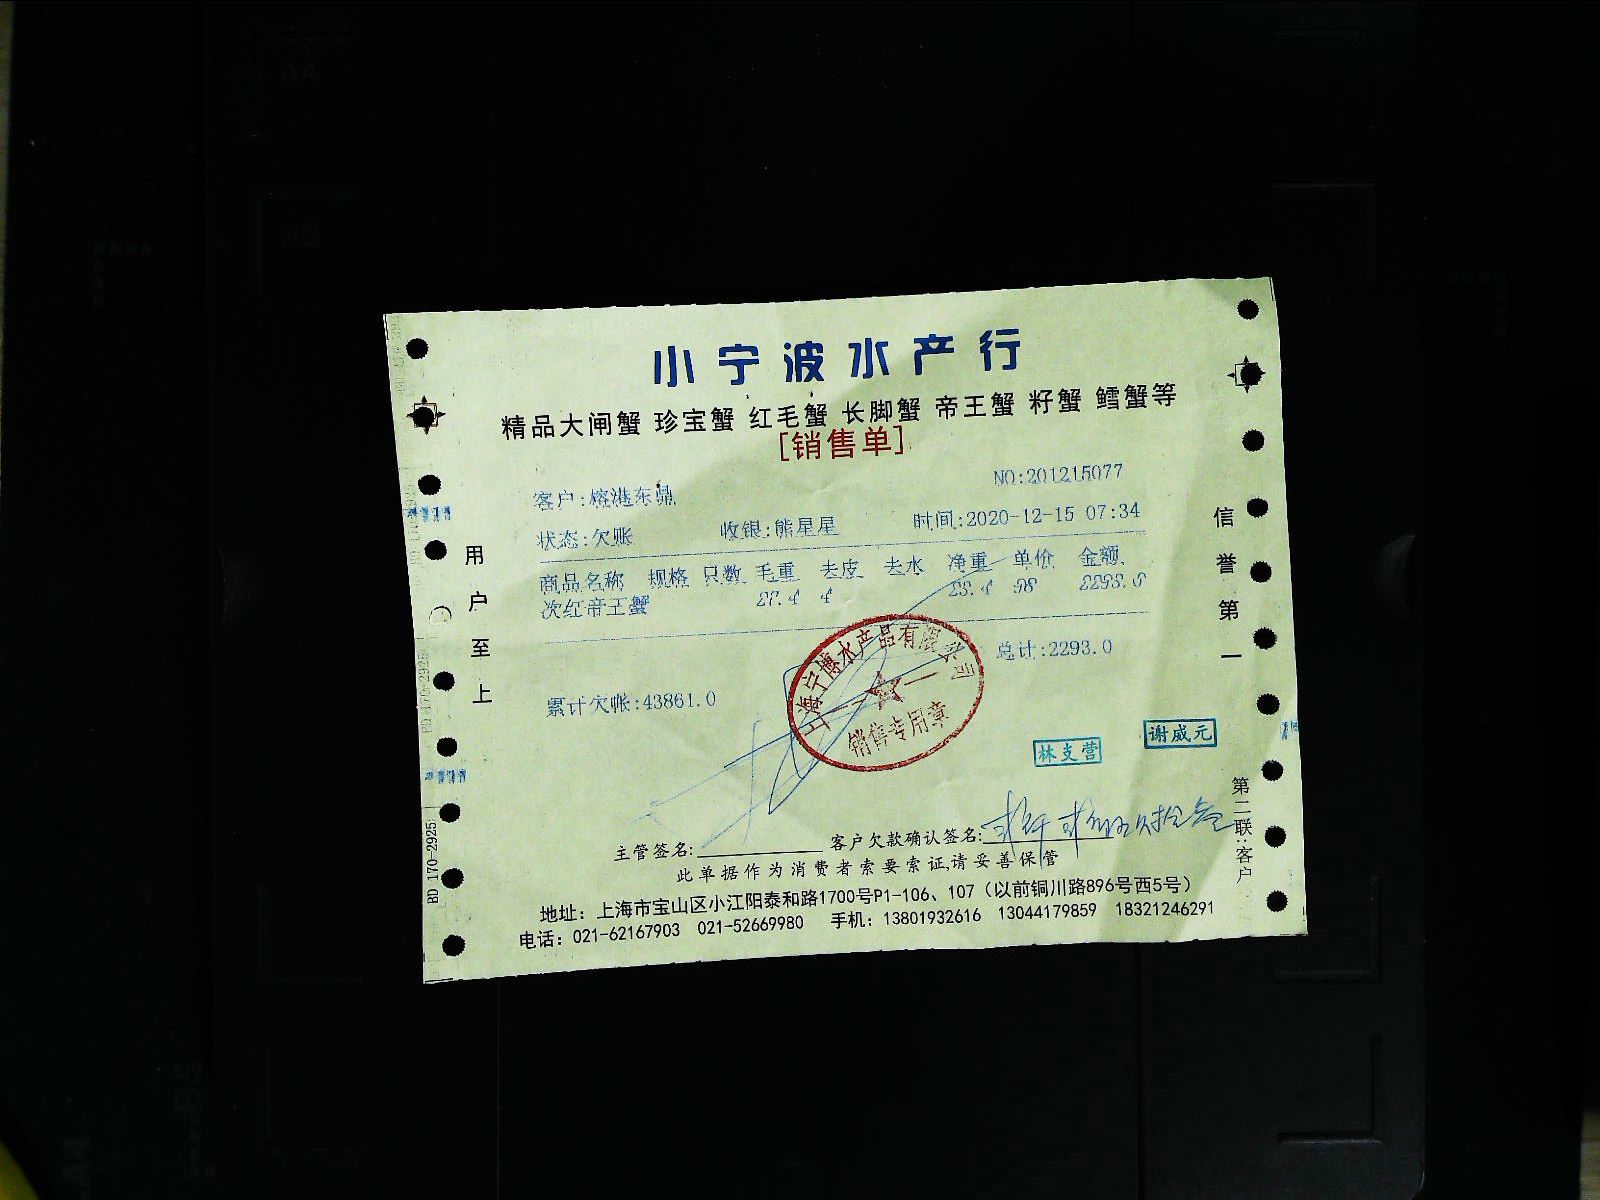 小宁波水产行
精品大闸蟹 珍宝蟹 红毛蟹 长脚蟹 帝王蟹 籽蟹 鳕蟹等
[销售单]
NO:201215077
客户:榕港东鼎
状态:欠账 收银:熊星星 时间:2020-12-15 07:34
商品名称 规格 只数 毛重 去皮 去水 净重 单价 金额
次红帝王蟹 27.4 4 23.4 98 2293.0
总计:2293.0
累计欠帐:43861.0
上海宁博水产品有限公司
销售专用章
林支营
谢威元
主管签名: 客户欠款确认签名:
此单据作为消费者索要索证,请妥善保管
地址：上海市宝山区小江阳泰和路1700号P1-106、107（以前铜川路896号西5号）
电话：021-62167903 021-52669980 手机：13801932616 13044179859 18321246291
用户至上
信誉第一
第二联:客户
BD 170-2925